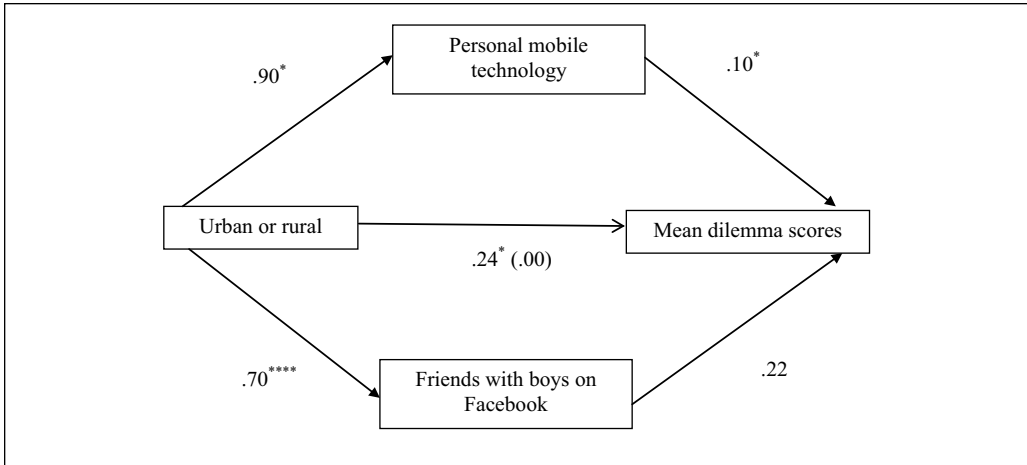 Personal mobile
technology
.90*
.10*
Urban or rural
Mean dilemma scores
.24* (.00)
.70****
Friends with boys on
Facebook
.22